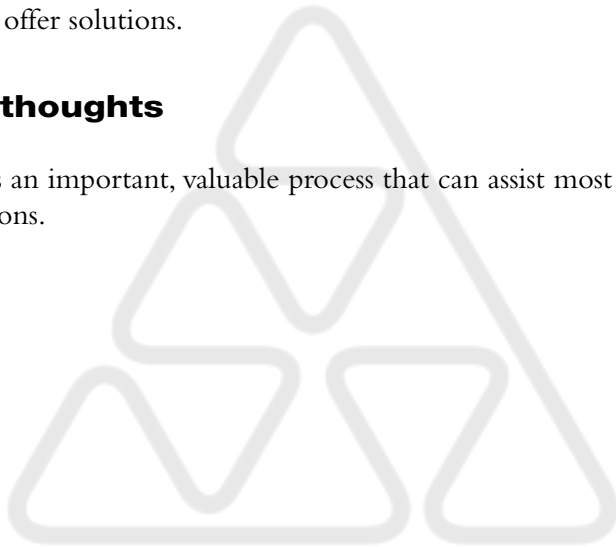 offer solutions.
thoughts
s an important, valuable process that can assist most
ons.